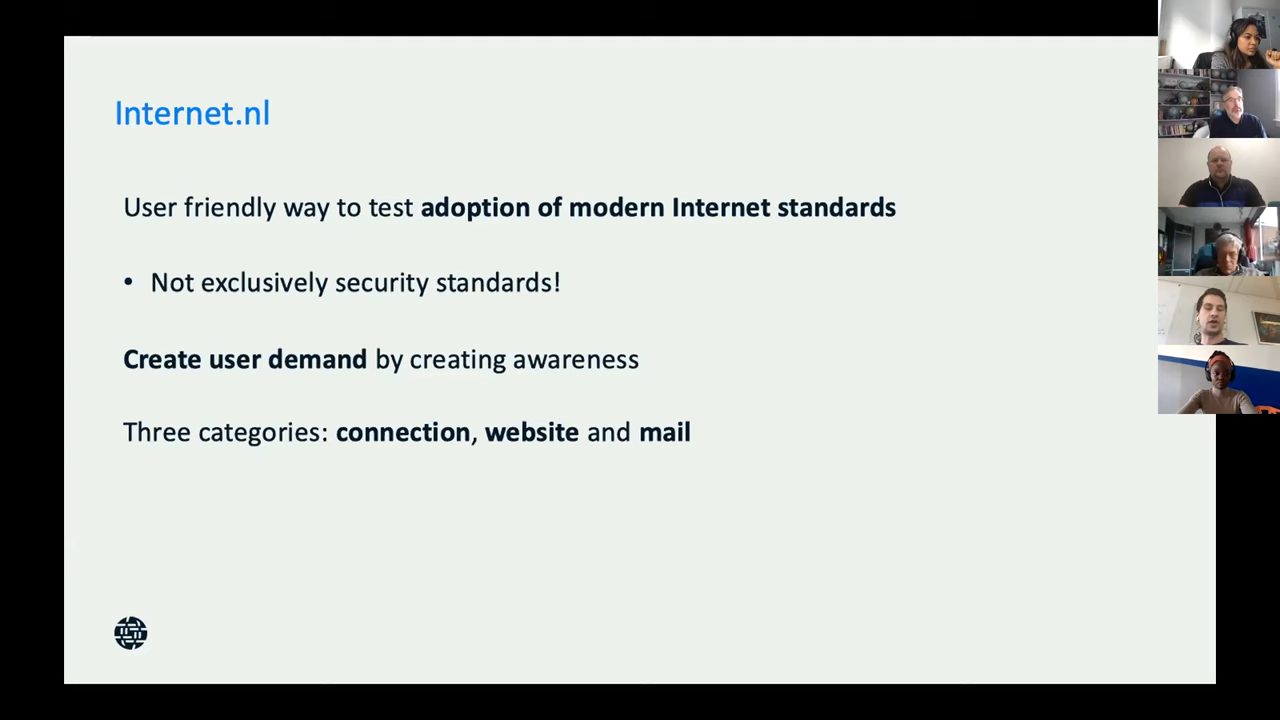 Internet.nl
User friendly way to test adoption of modern Internet standards
• Not exclusively security standards!
Create user demand by creating awareness
Three categories: connection, website and mail